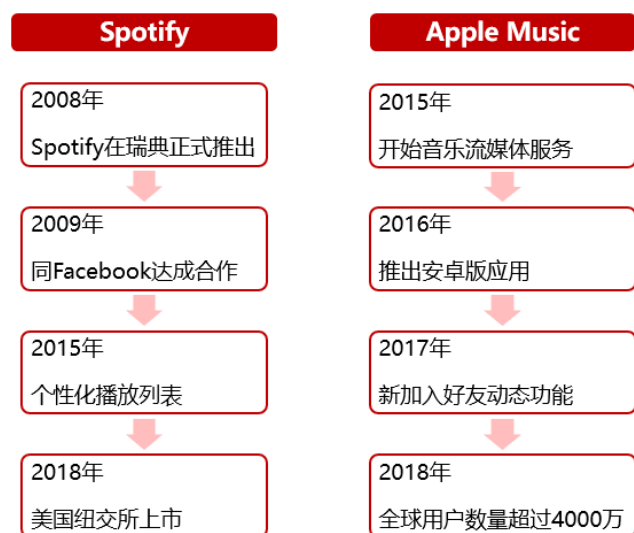 Spotify
2008年
Spotify在瑞典正式推出
2009年
同Facebook达成合作
2015年
个性化播放列表
2018年
美国纽交所上市
Apple Music
2015年
开始音乐流媒体服务
2016年
推出安卓版应用
2017年
新加入好友动态功能
2018年
全球用户数量超过4000万